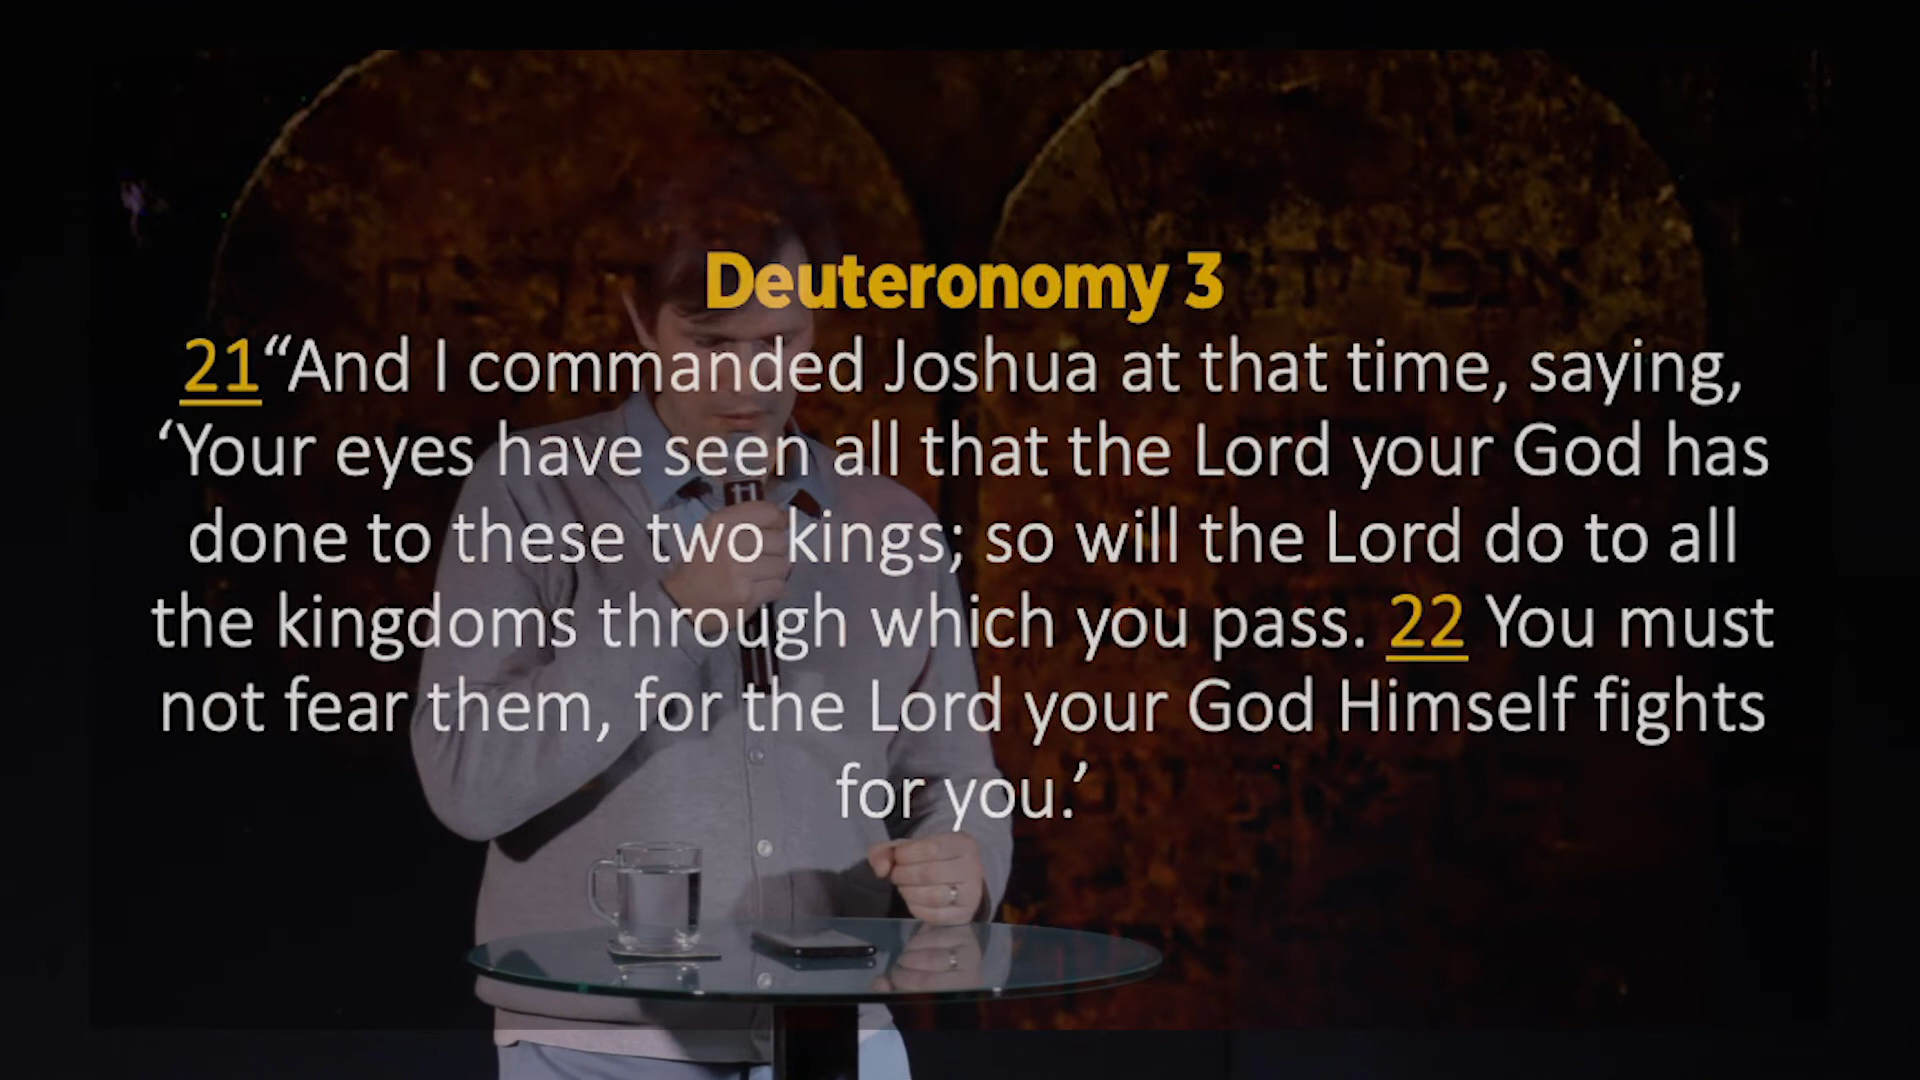 Deuteronomy 3
21“And I commanded Joshua at that time, saying,
‘Your eyes have seen all that the Lord your God has
done to these two kings; so will the Lord do to all
the kingdoms through which you pass. 22 You must
not fear them, for the Lord your God Himself fights
for you.’